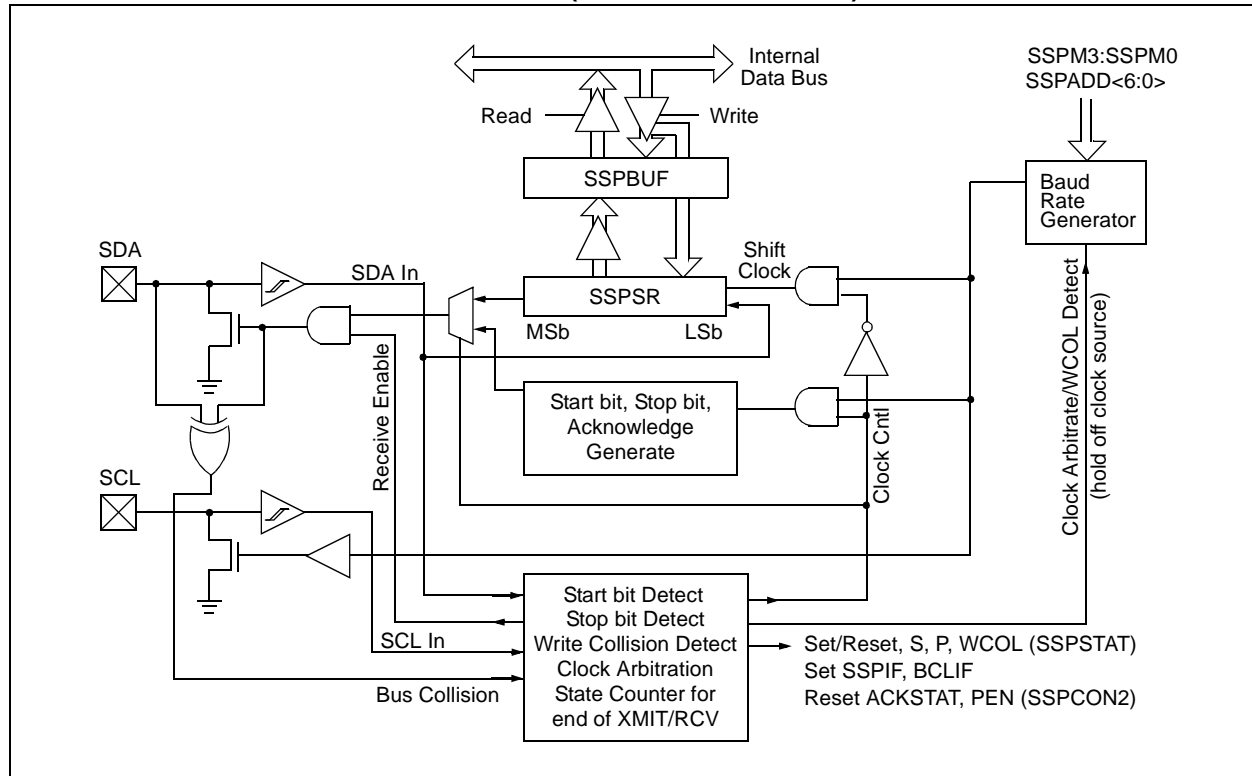 Internal
Data Bus
SSPM3:SSPM0
SSPADD<6:0>
Read
Write
SSPBUF
Baud
Rate
Generator
SDA
SDA In
Shift
Clock
SSPSR
MSb
LSb
Start bit, Stop bit,
Acknowledge
Generate
Receive Enable
Clock Cntl
Clock Arbitrate/WCOL Detect
(hold off clock source)
SCL
SCL In
Bus Collision
Start bit Detect
Stop bit Detect
Write Collision Detect
Clock Arbitration
State Counter for
end of XMIT/RCV
Set/Reset, S, P, WCOL (SSPSTAT)
Set SSPIF, BCLIF
Reset ACKSTAT, PEN (SSPCON2)